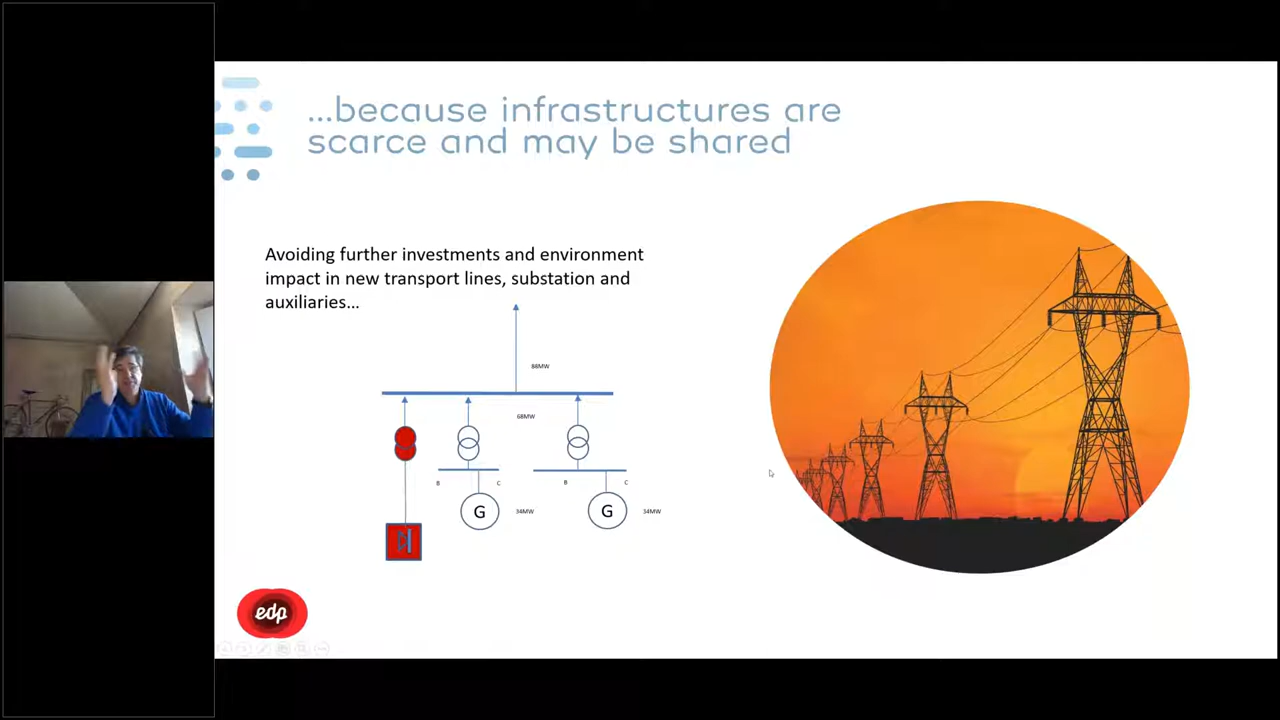 ...because infrastructures are
scarce and may be shared
Avoiding further investments and environment
impact in new transport lines, substation and
auxiliaries...
88MW
68MW
B
C
B
C
G
34MW
G
34MW
edp